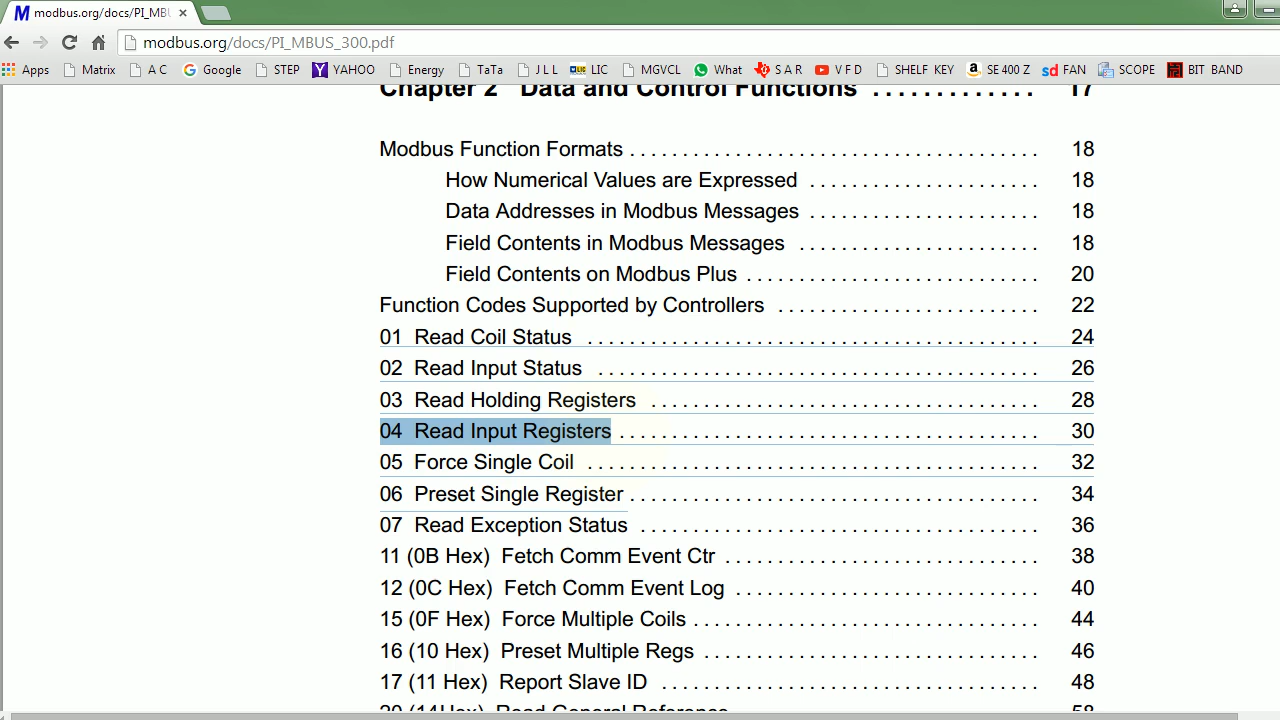 M modbus.org/docs/PI_MBU ×
modbus.org/docs/PI_MBUS_300.pdf
Apps Matrix A C Google STEP YAHOO Energy TaTa J L L LIC MGVCL What S A R V F D SHELF KEY SE 400 Z FAN SCOPE BIT BAND
Chapter 2 Data and Control Functions . . . . . . . . . . . . . 17
Modbus Function Formats . . . . . . . . . . . . . . . . . . . . . . . . . . . . . . . . . . . . . . . 18
How Numerical Values are Expressed . . . . . . . . . . . . . . . . . . . . . . 18
Data Addresses in Modbus Messages . . . . . . . . . . . . . . . . . . . . . . 18
Field Contents in Modbus Messages . . . . . . . . . . . . . . . . . . . . . . . 18
Field Contents on Modbus Plus . . . . . . . . . . . . . . . . . . . . . . . . . . . . 20
Function Codes Supported by Controllers . . . . . . . . . . . . . . . . . . . . . . . . . 22
01 Read Coil Status . . . . . . . . . . . . . . . . . . . . . . . . . . . . . . . . . . . . . . . . . . . 24
02 Read Input Status . . . . . . . . . . . . . . . . . . . . . . . . . . . . . . . . . . . . . . . . . . 26
03 Read Holding Registers . . . . . . . . . . . . . . . . . . . . . . . . . . . . . . . . . . . . . 28
04 Read Input Registers . . . . . . . . . . . . . . . . . . . . . . . . . . . . . . . . . . . . . . . . 30
05 Force Single Coil . . . . . . . . . . . . . . . . . . . . . . . . . . . . . . . . . . . . . . . . . . . 32
06 Preset Single Register . . . . . . . . . . . . . . . . . . . . . . . . . . . . . . . . . . . . . . . 34
07 Read Exception Status . . . . . . . . . . . . . . . . . . . . . . . . . . . . . . . . . . . . . . 36
11 (0B Hex) Fetch Comm Event Ctr . . . . . . . . . . . . . . . . . . . . . . . . . . . . . . 38
12 (0C Hex) Fetch Comm Event Log . . . . . . . . . . . . . . . . . . . . . . . . . . . . . 40
15 (0F Hex) Force Multiple Coils . . . . . . . . . . . . . . . . . . . . . . . . . . . . . . . . . 44
16 (10 Hex) Preset Multiple Regs . . . . . . . . . . . . . . . . . . . . . . . . . . . . . . . . 46
17 (11 Hex) Report Slave ID . . . . . . . . . . . . . . . . . . . . . . . . . . . . . . . . . . . . 48
20 (14Hex) Read General Reference . . . . . . . . . . . . . . . . . . . . . . . . . . . . . 58